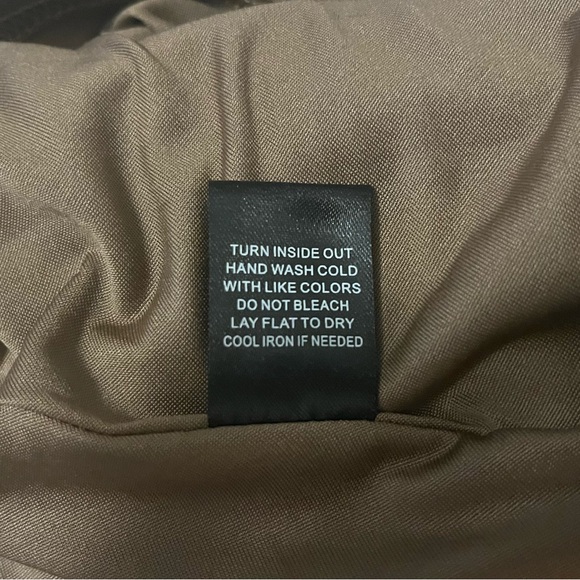 TURN INSIDE OUT
HAND WASH COLD
WITH LIKE COLORS
DO NOT BLEACH
LAY FLAT TO DRY
COOL IRON IF NEEDED